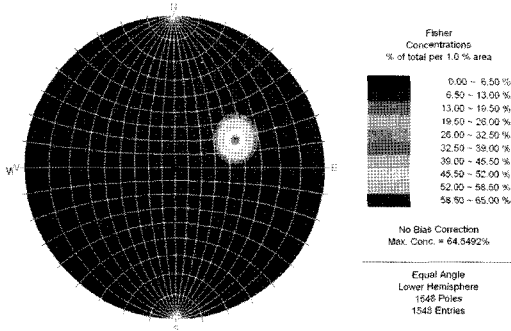 N
Fisher
Concentrations
% of total per 1.0 % area
0.00 ~ 6.50 %
6.50 ~ 13.00 %
13.00 ~ 19.50 %
19.50 ~ 26.00 %
26.00 ~ 32.50 %
32.50 ~ 39.00 %
39.00 ~ 45.50 %
45.50 ~ 52.00 %
52.00 ~ 58.50 %
58.50 ~ 65.00 %
W
E
No Bias Correction
Max. Conc. = 64.5492%
Equal Angle
Lower Hemisphere
1548 Poles
1548 Entries
S